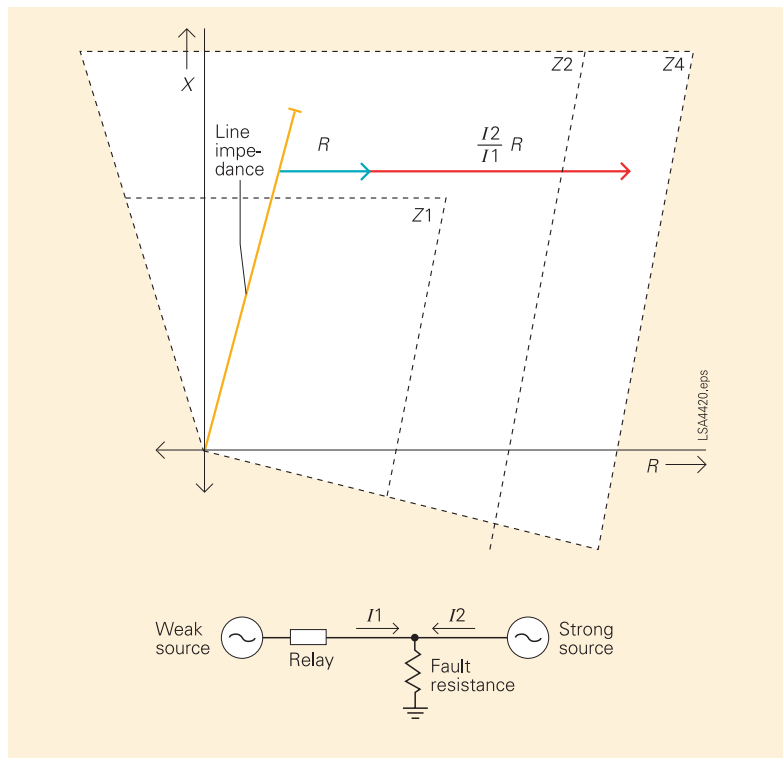 X
Z2
Z4
Line
impe-
dance
R
I2
I1
R
Z1
LSA4420.eps
R
I1
I2
Weak
source
Relay
Strong
source
Fault
resistance